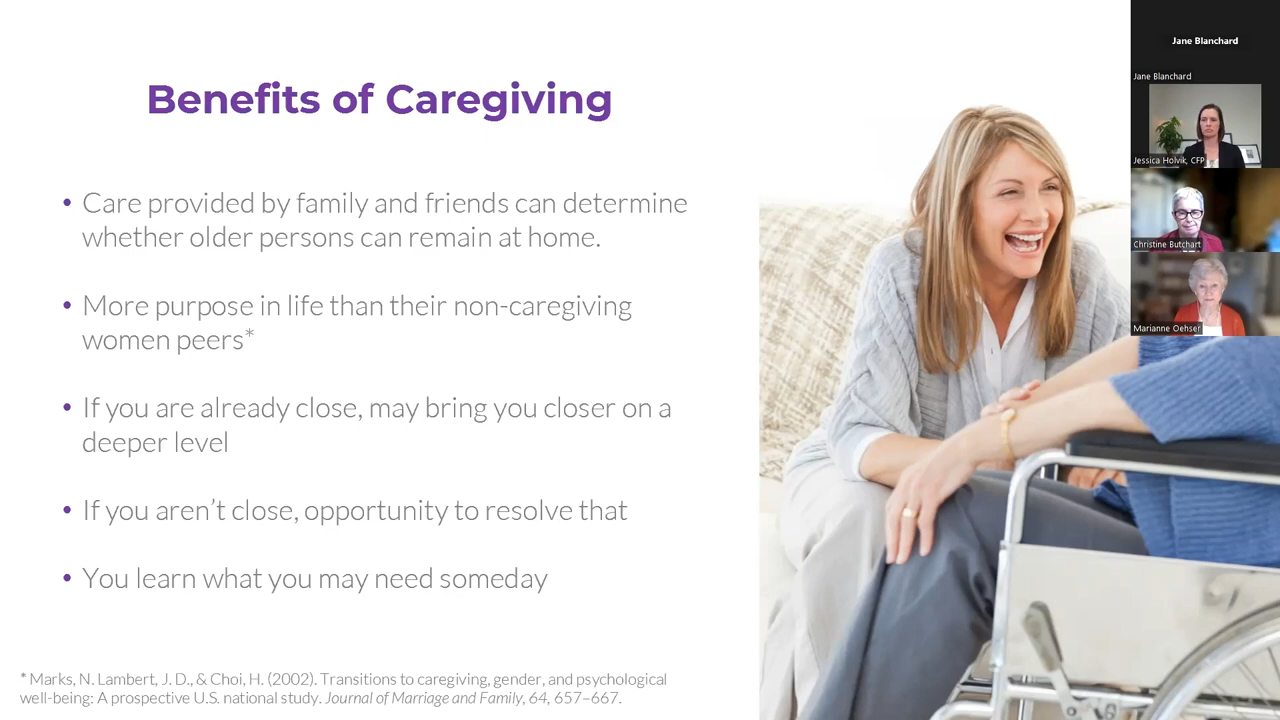 Benefits of Caregiving
• Care provided by family and friends can determine
whether older persons can remain at home.
• More purpose in life than their non-caregiving
women peers*
• If you are already close, may bring you closer on a
deeper level
• If you aren’t close, opportunity to resolve that
• You learn what you may need someday
* Marks, N. Lambert, J. D., & Choi, H. (2002). Transitions to caregiving, gender, and psychological
well-being: A prospective U.S. national study. Journal of Marriage and Family, 64, 657–667.
Jane Blanchard
Jane Blanchard
Jessica Holvik, CFP
Christine Butchart
Marianne Oehser